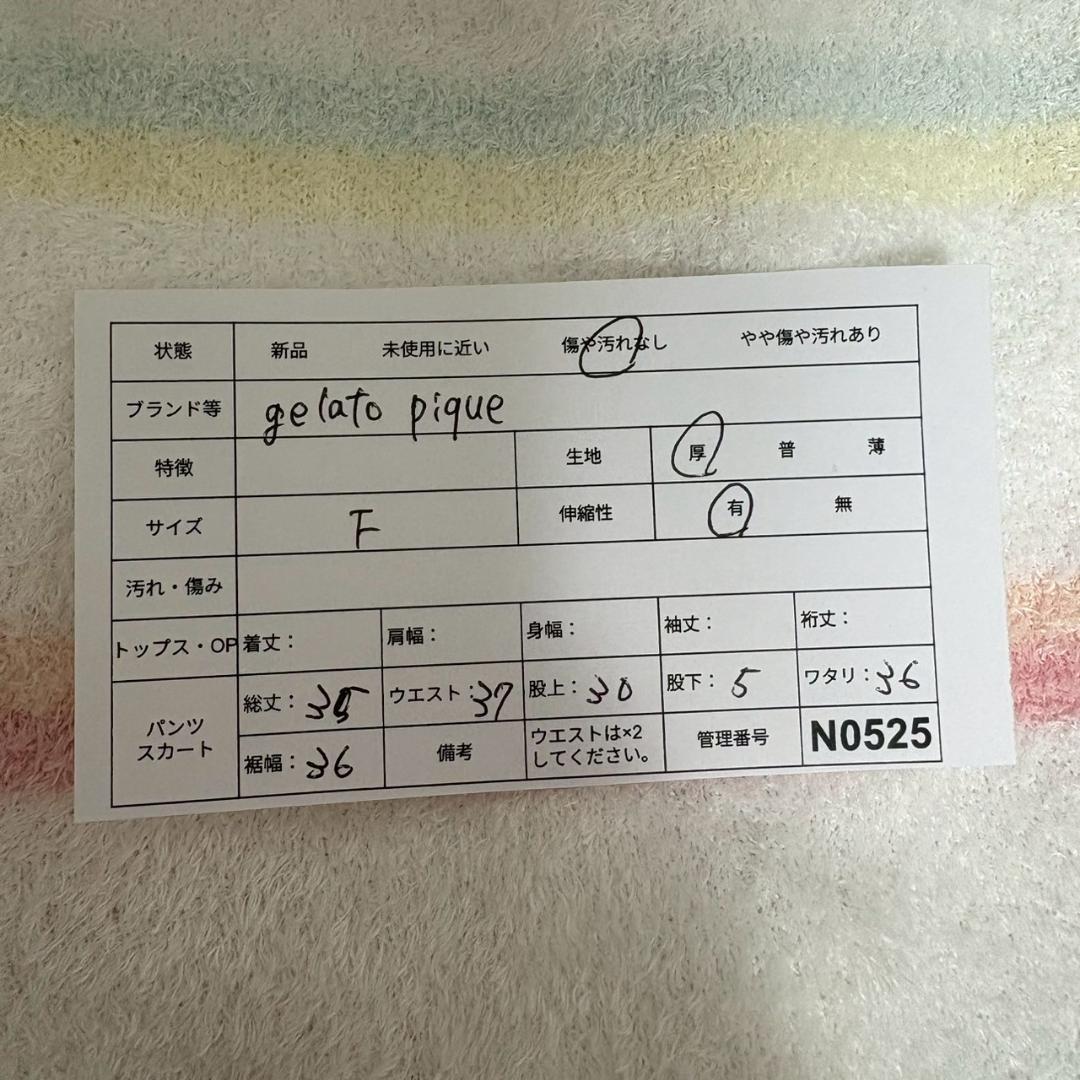 状態 新品 未使用に近い 傷や汚れなし やや傷や汚れあり
ブランド等 gelato pique
特徴 生地 厚 普 薄
サイズ F 伸縮性 有 無
汚れ・傷み
トップス・OP 着丈： 肩幅： 身幅： 袖丈： 裄丈：
パンツ
スカート
総丈：35 ウエスト：37 股上：30 股下：5 ワタリ：36
裾幅：36 備考 ウエストは×2
してください。 管理番号 N0525